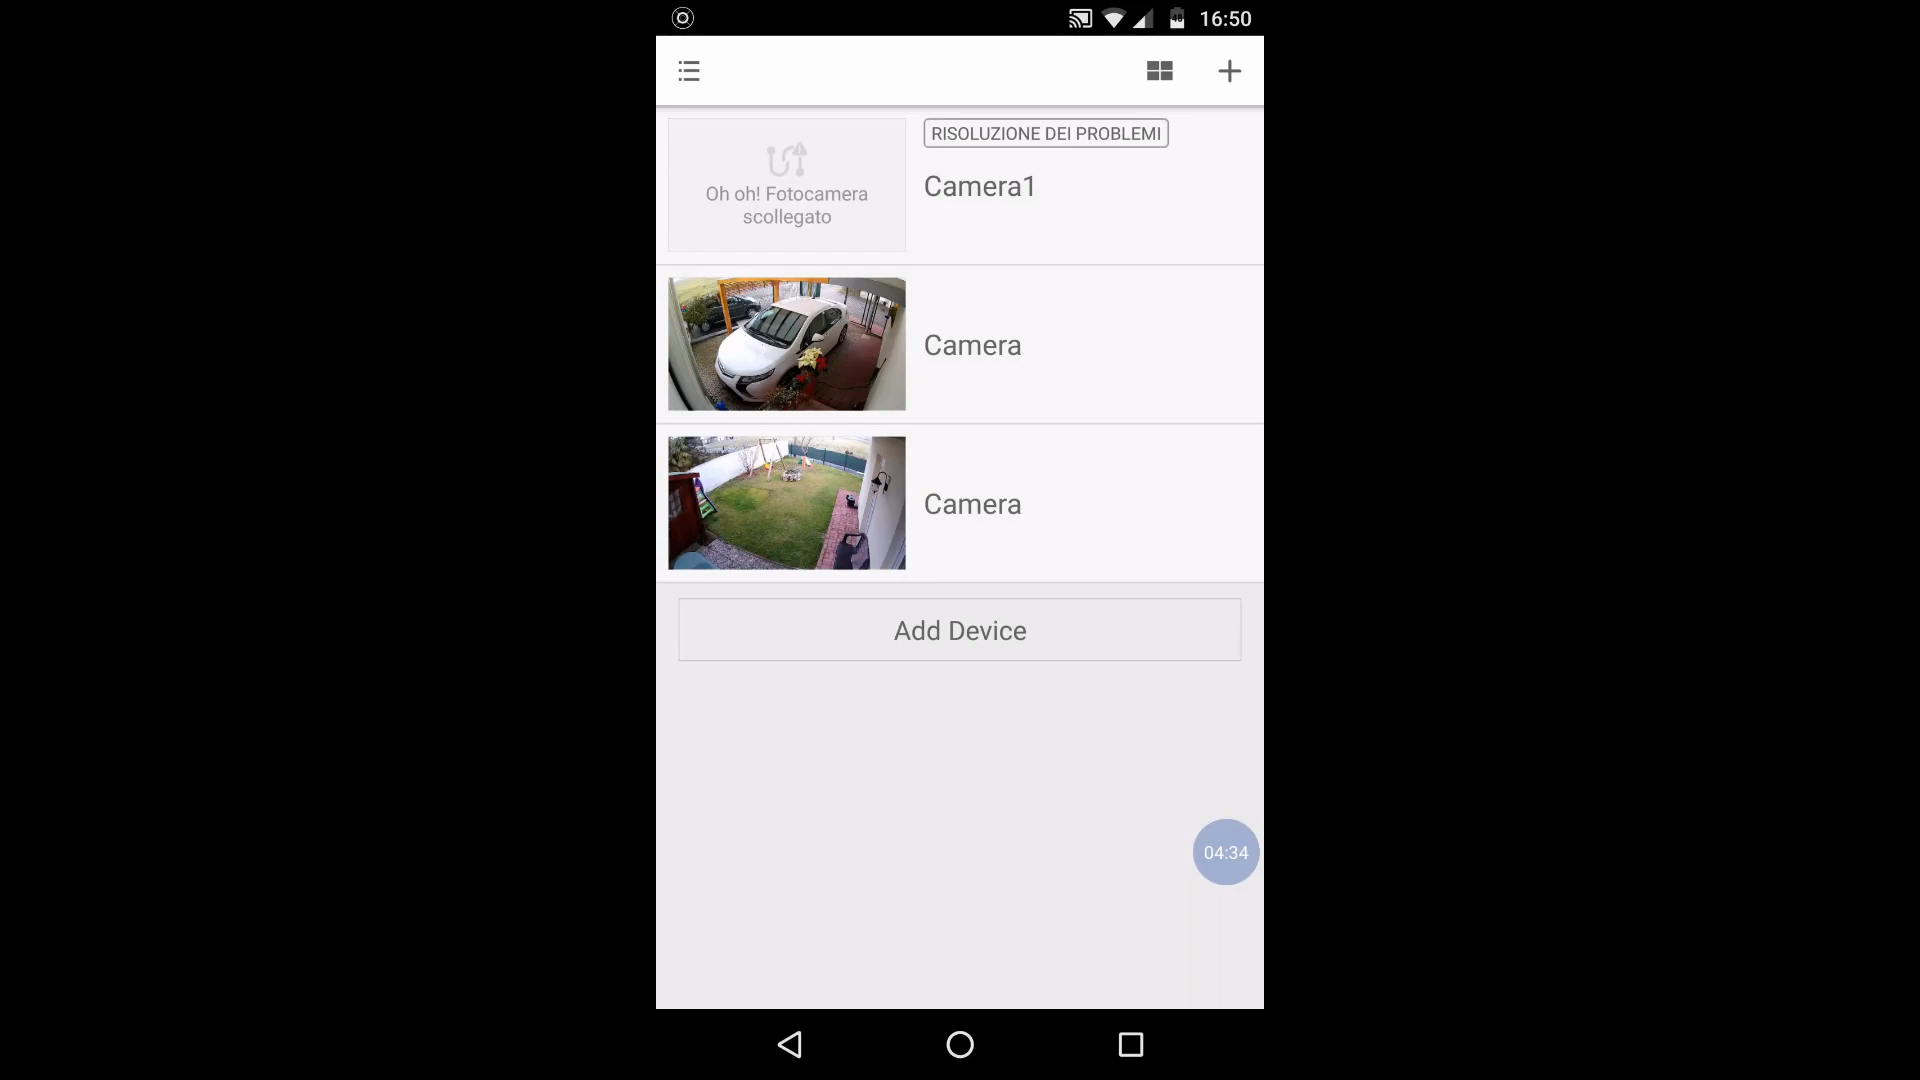 16:50
RISOLUZIONE DEI PROBLEMI
Oh oh! Fotocamera
scollegato
Camera1
Camera
Camera
Add Device
04:34